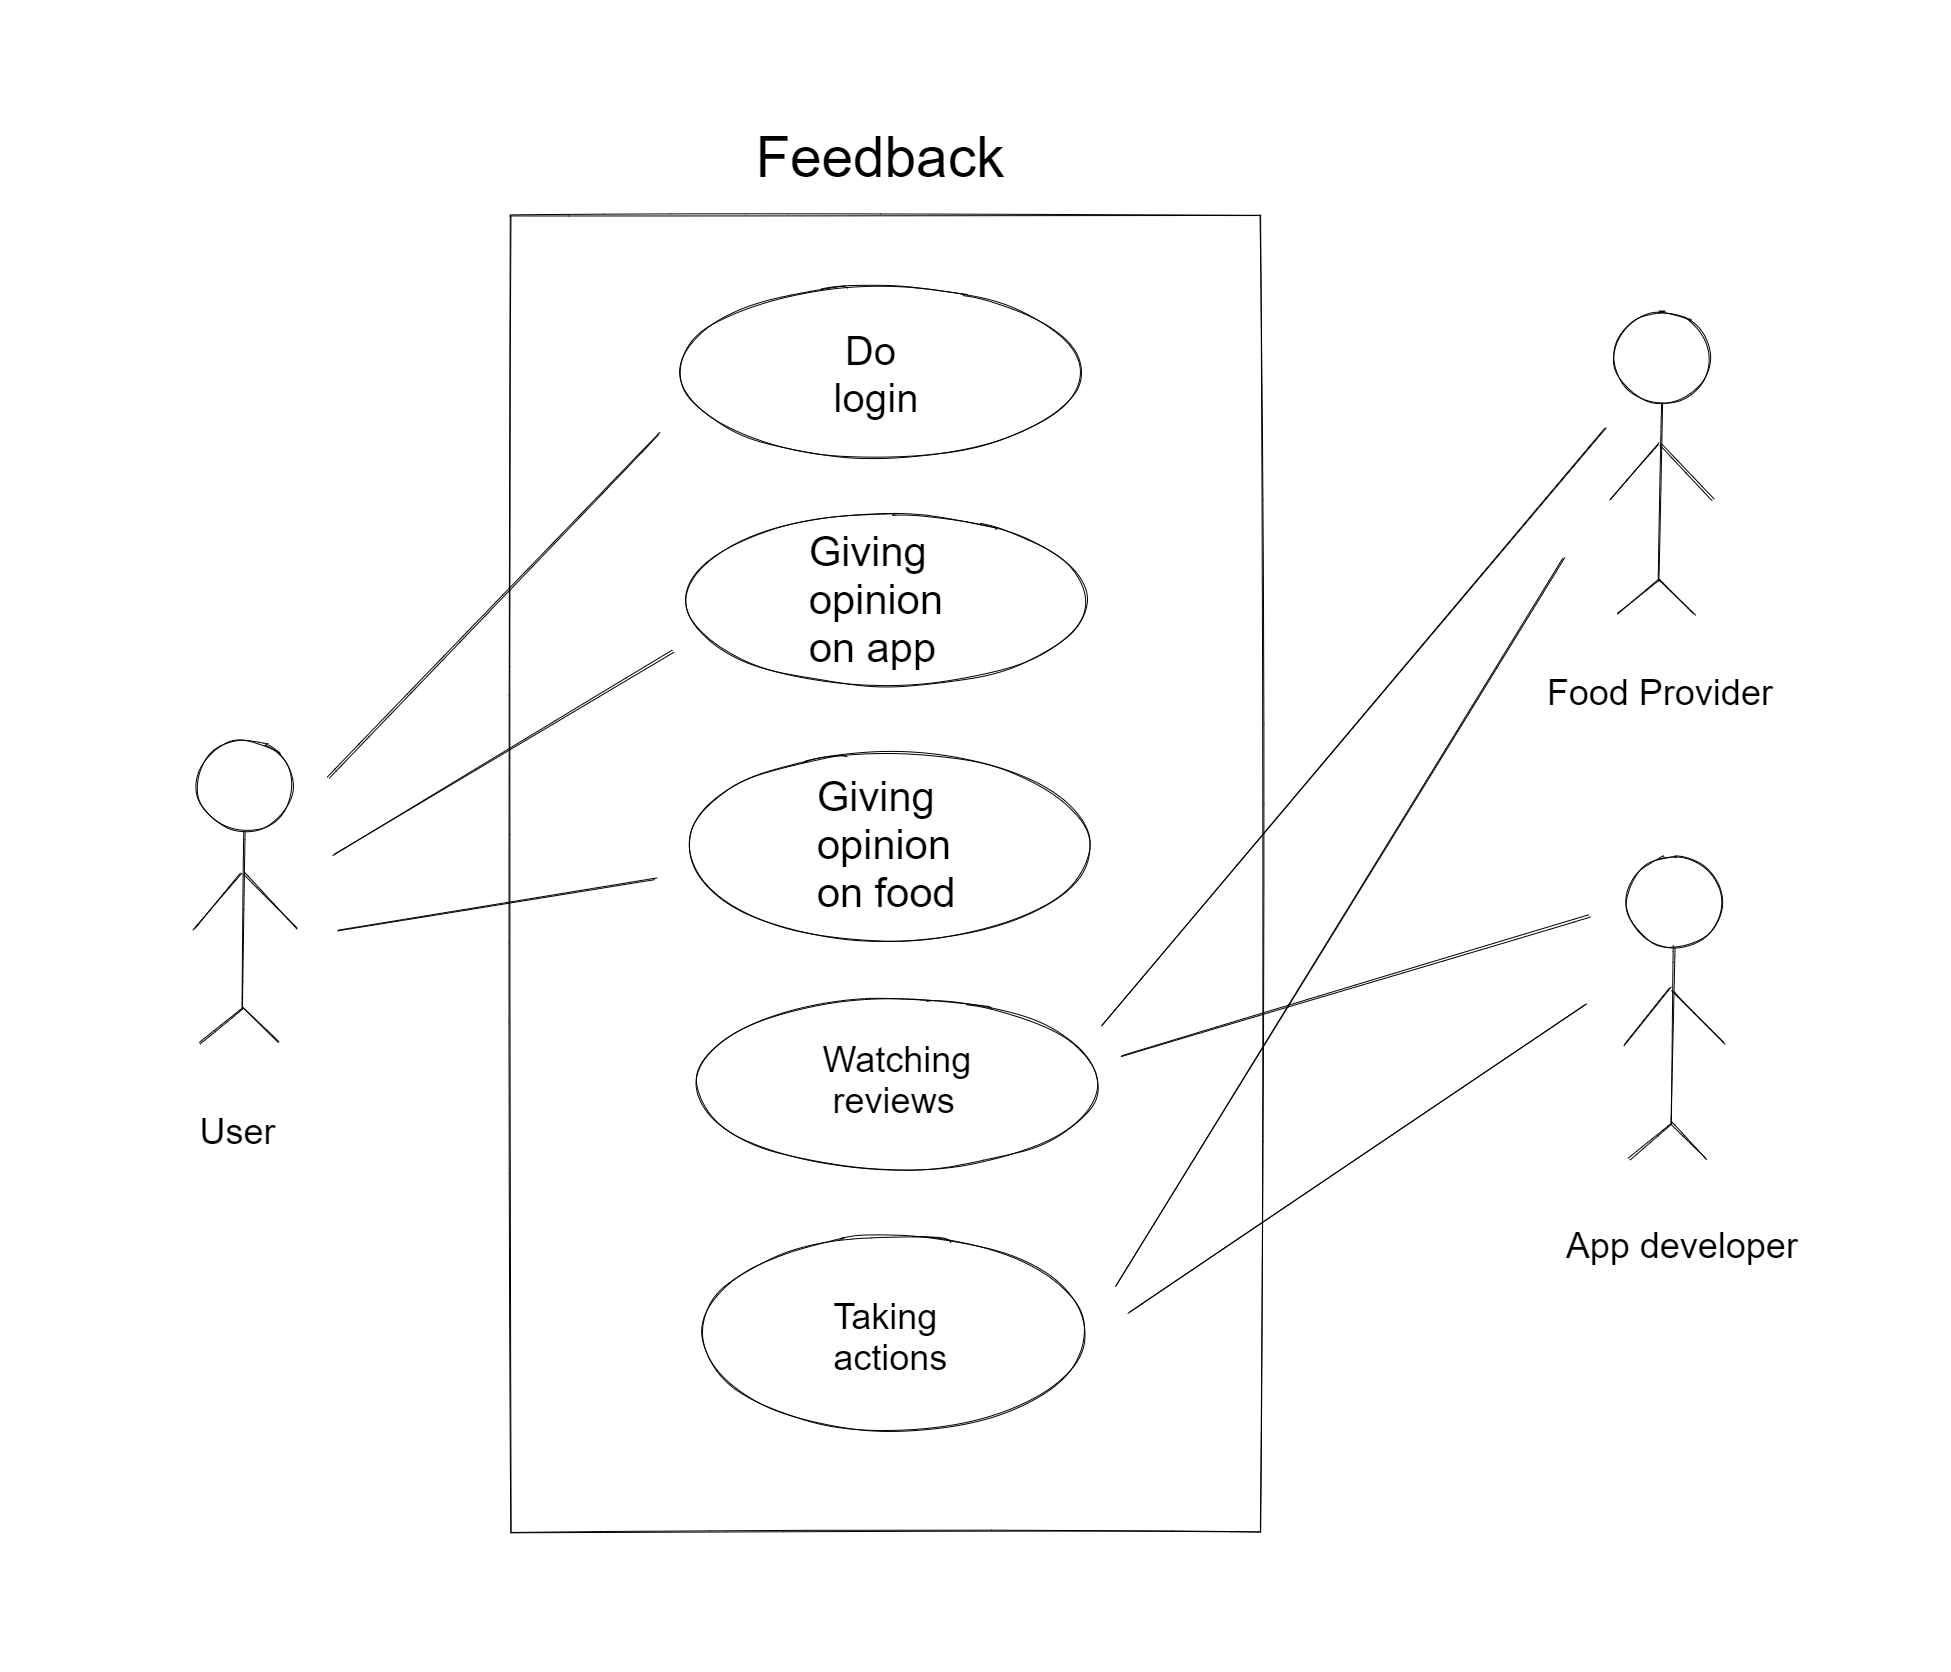 Feedback
Do
login
Giving
opinion
on app
Giving
opinion
on food
Watching
reviews
Taking
actions
User
Food Provider
App developer